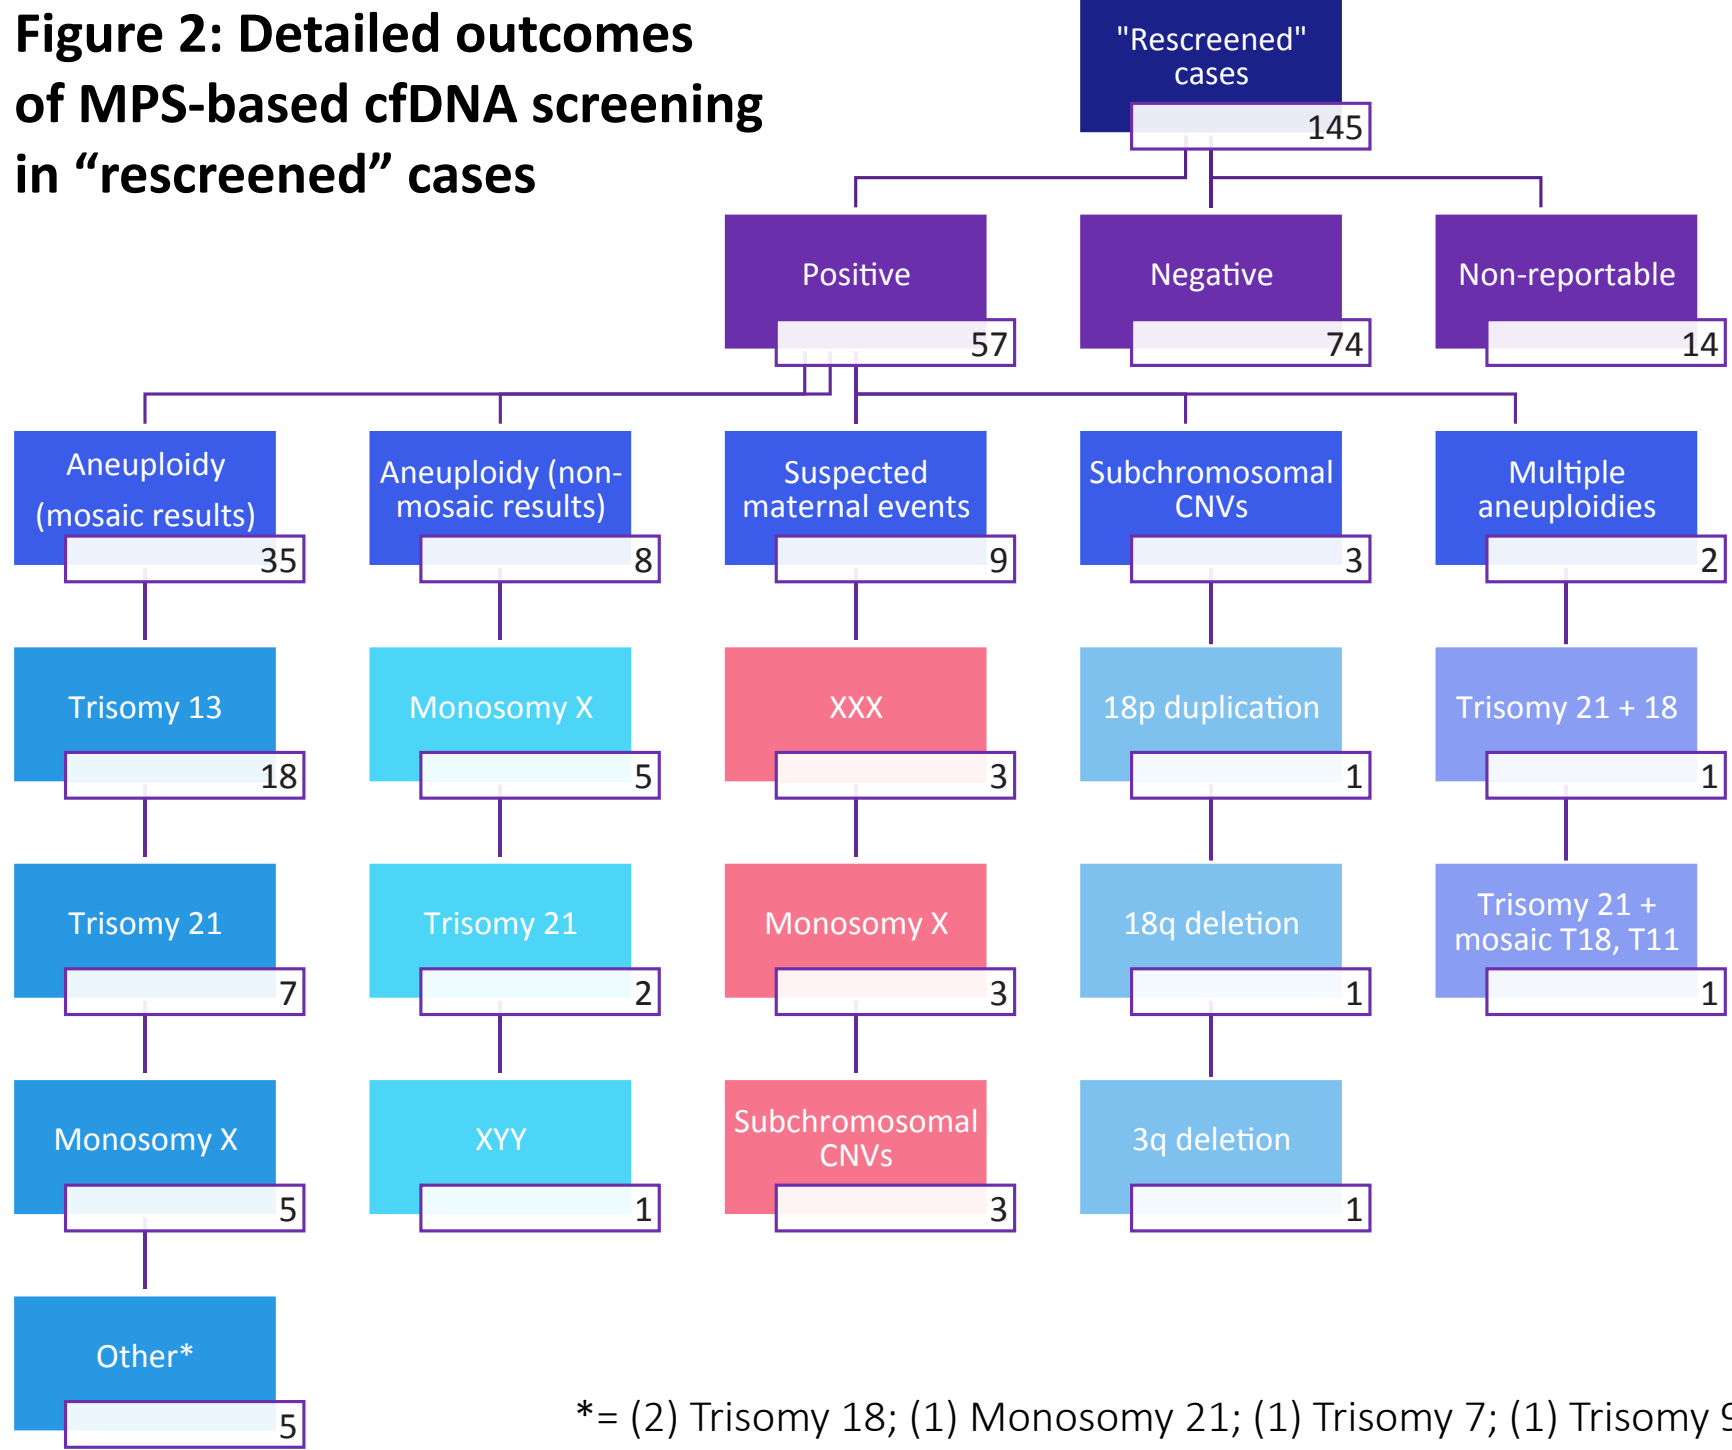 Figure 2: Detailed outcomes
of MPS-based cfDNA screening
in “rescreened” cases
"Rescreened"
cases
145
Positive
57
Negative
74
Non-reportable
14
Aneuploidy
(mosaic results)
35
Aneuploidy (non-
mosaic results)
8
Suspected
maternal events
9
Subchromosomal
CNVs
3
Multiple
aneuploidies
2
Trisomy 13
18
Monosomy X
5
XXX
3
18p duplication
1
Trisomy 21 + 18
1
Trisomy 21
7
Trisomy 21
2
Monosomy X
3
18q deletion
1
Trisomy 21 +
mosaic T18, T11
1
Monosomy X
5
XYY
1
Subchromosomal
CNVs
3
3q deletion
1
Other*
5
*= (2) Trisomy 18; (1) Monosomy 21; (1) Trisomy 7; (1) Trisomy 9